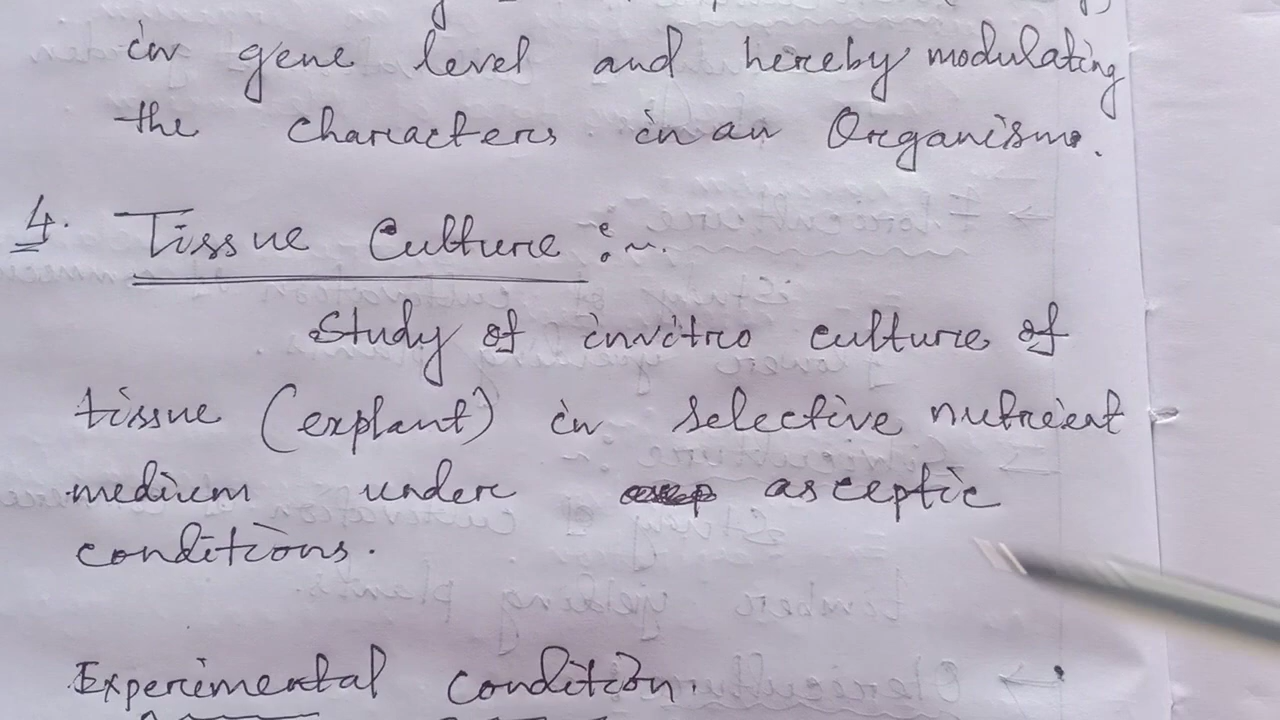 in gene level and hereby modulating
the characters in an Organism.
4. Tissue Culture :~.
Study of invitro culture of
tissue (explant) in selective nutrient
medium under asceptic
conditions.
Experimental condition.